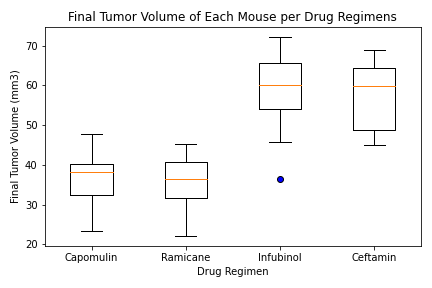 Final Tumor Volume of Each Mouse per Drug Regimens
Final Tumor Volume (mm3)
70
60
50
40
30
20
Capomulin
Ramicane
Infubinol
Ceftamin
Drug Regimen